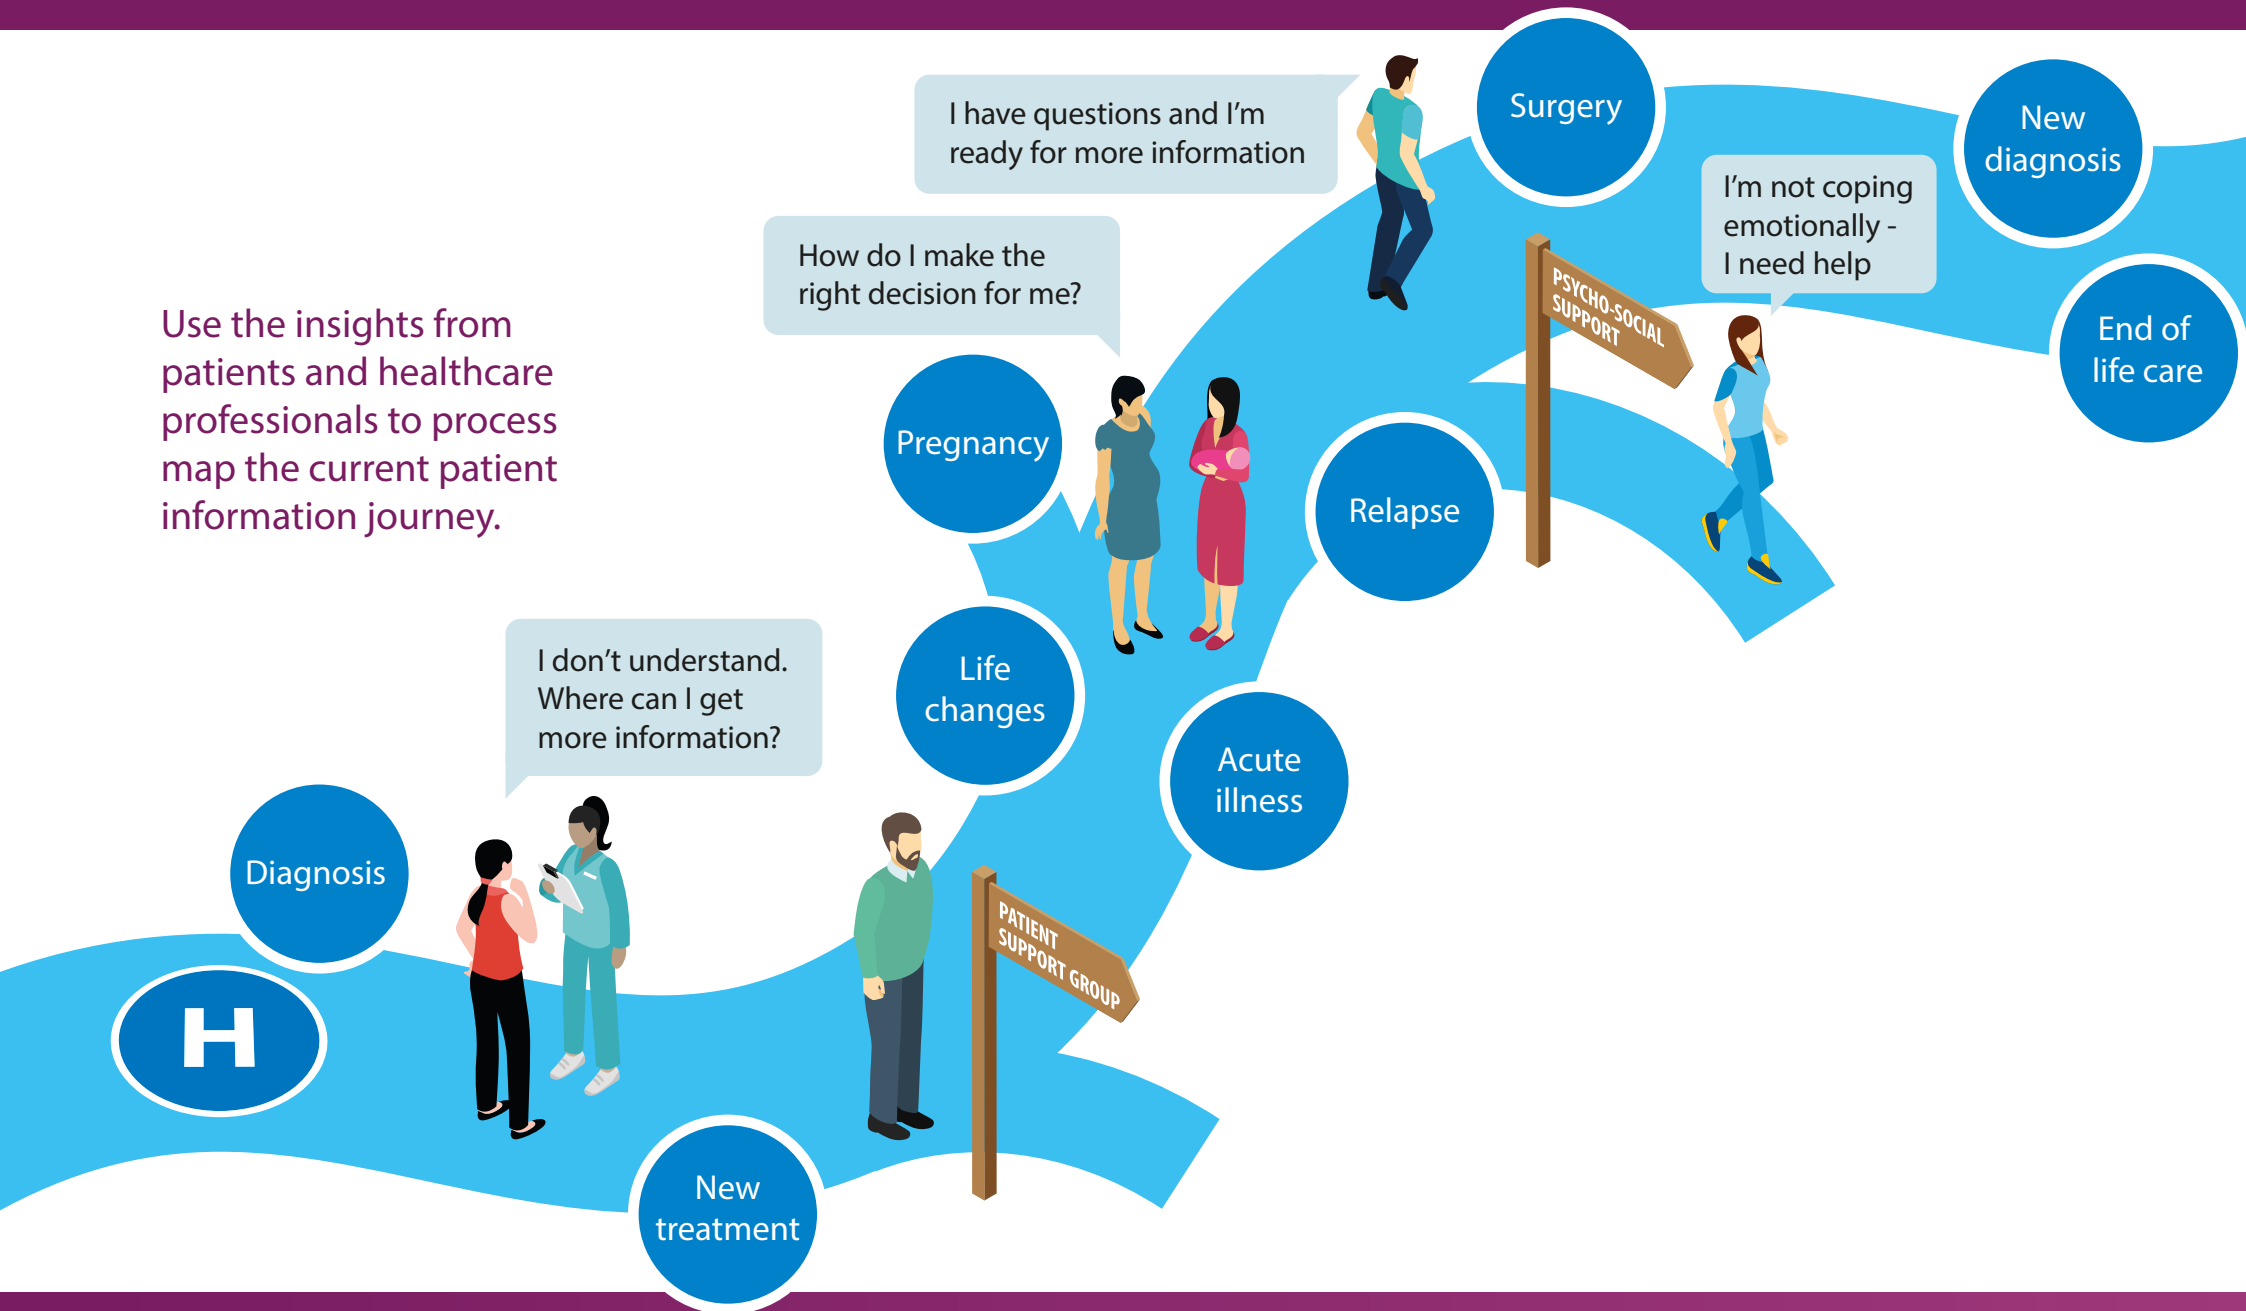 Use the insights from
patients and healthcare
professionals to process
map the current patient
information journey.
Diagnosis
H
I don’t understand.
Where can I get
more information?
New
treatment
PATIENT
SUPPORT GROUP
Life
changes
Acute
illness
Pregnancy
How do I make the
right decision for me?
Relapse
I have questions and I’m
ready for more information
Surgery
PSYCHO-SOCIAL
SUPPORT
I’m not coping
emotionally -
I need help
New
diagnosis
End of
life care